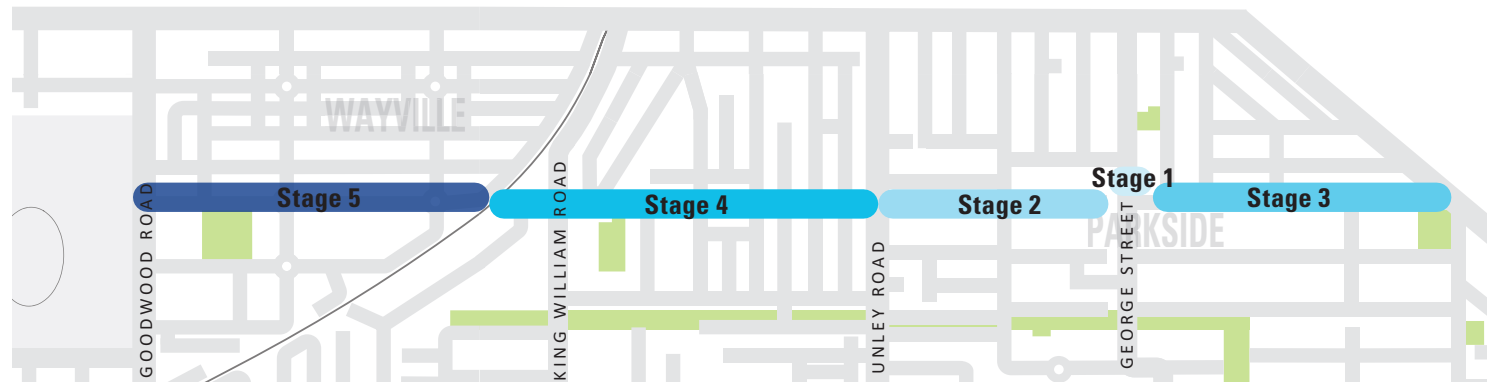 WAYVILLE
Stage 1
Stage 5
Stage 4
Stage 2
Stage 3
PARKSIDE
GOODWOOD ROAD
KING WILLIAM ROAD
UNLEY ROAD
GEORGE STREET